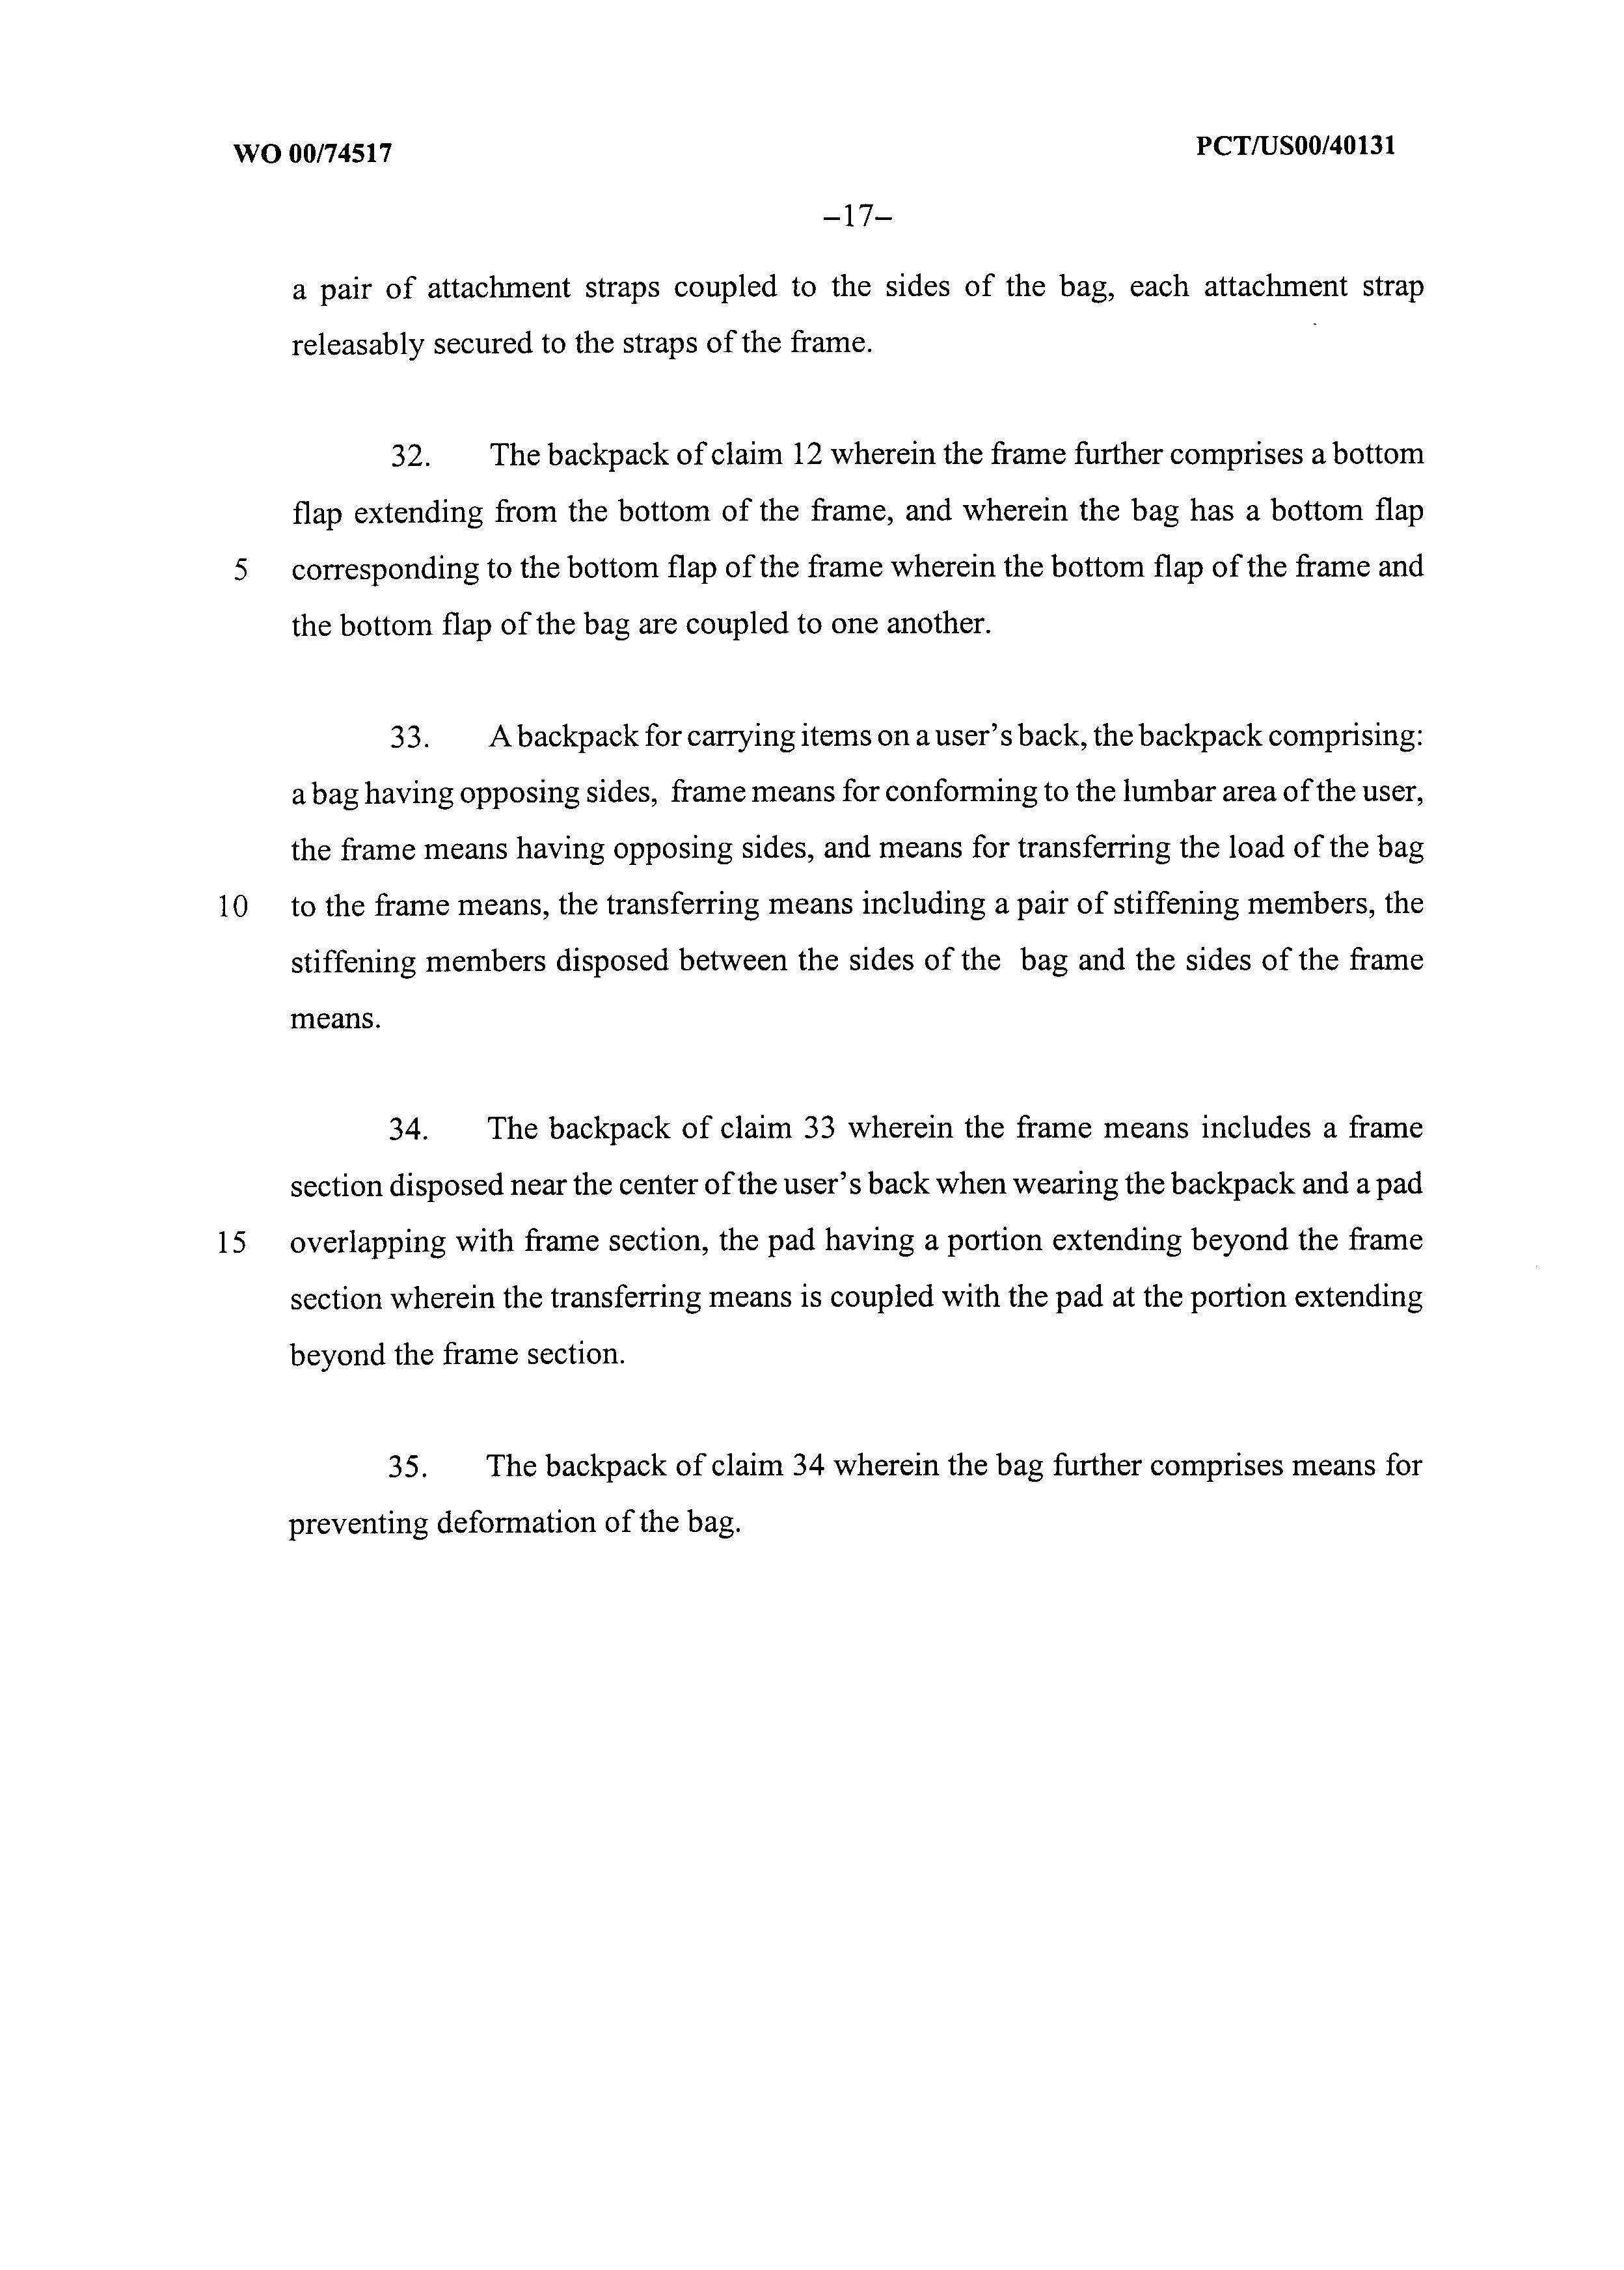 WO 00/74517
PCT/US00/40131
–17–
a pair of attachment straps coupled to the sides of the bag, each attachment strap
releasably secured to the straps of the frame.
32. The backpack of claim 12 wherein the frame further comprises a bottom
flap extending from the bottom of the frame, and wherein the bag has a bottom flap
5 corresponding to the bottom flap of the frame wherein the bottom flap of the frame and
the bottom flap of the bag are coupled to one another.
33. A backpack for carrying items on a user's back, the backpack comprising:
a bag having opposing sides, frame means for conforming to the lumbar area of the user,
the frame means having opposing sides, and means for transferring the load of the bag
10 to the frame means, the transferring means including a pair of stiffening members, the
stiffening members disposed between the sides of the bag and the sides of the frame
means.
34. The backpack of claim 33 wherein the frame means includes a frame
section disposed near the center of the user's back when wearing the backpack and a pad
15 overlapping with frame section, the pad having a portion extending beyond the frame
section wherein the transferring means is coupled with the pad at the portion extending
beyond the frame section.
35. The backpack of claim 34 wherein the bag further comprises means for
preventing deformation of the bag.